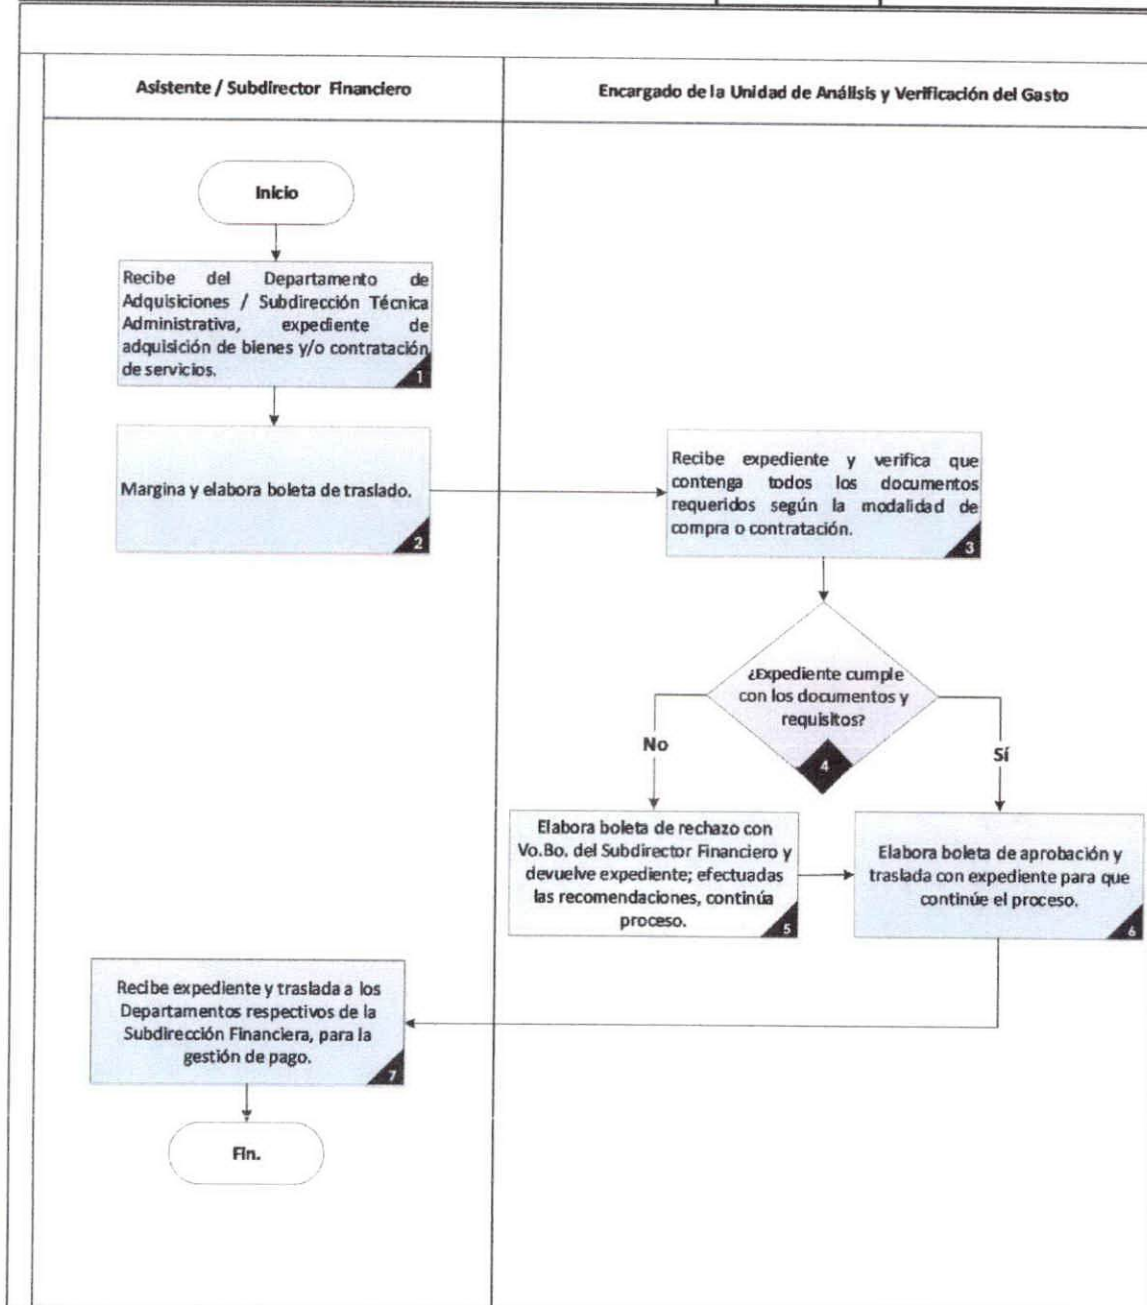 Asistente / Subdirector Financiero
Encargado de la Unidad de Análisis y Verificación del Gasto
Inicio
Recibe del Departamento de
Adquisiciones / Subdirección Técnica
Administrativa, expediente de
adquisición de bienes y/o contratación
de servicios.
1
Margina y elabora boleta de traslado.
2
Recibe expediente y verifica que
contenga todos los documentos
requeridos según la modalidad de
compra o contratación.
3
¿Expediente cumple
con los documentos y
requisitos?
4
No
Sí
Elabora boleta de rechazo con
Vo.Bo. del Subdirector Financiero y
devuelve expediente; efectuadas
las recomendaciones, continúa
proceso.
5
Elabora boleta de aprobación y
traslada con expediente para que
continúe el proceso.
6
Recibe expediente y traslada a los
Departamentos respectivos de la
Subdirección Financiera, para la
gestión de pago.
7
Fin.